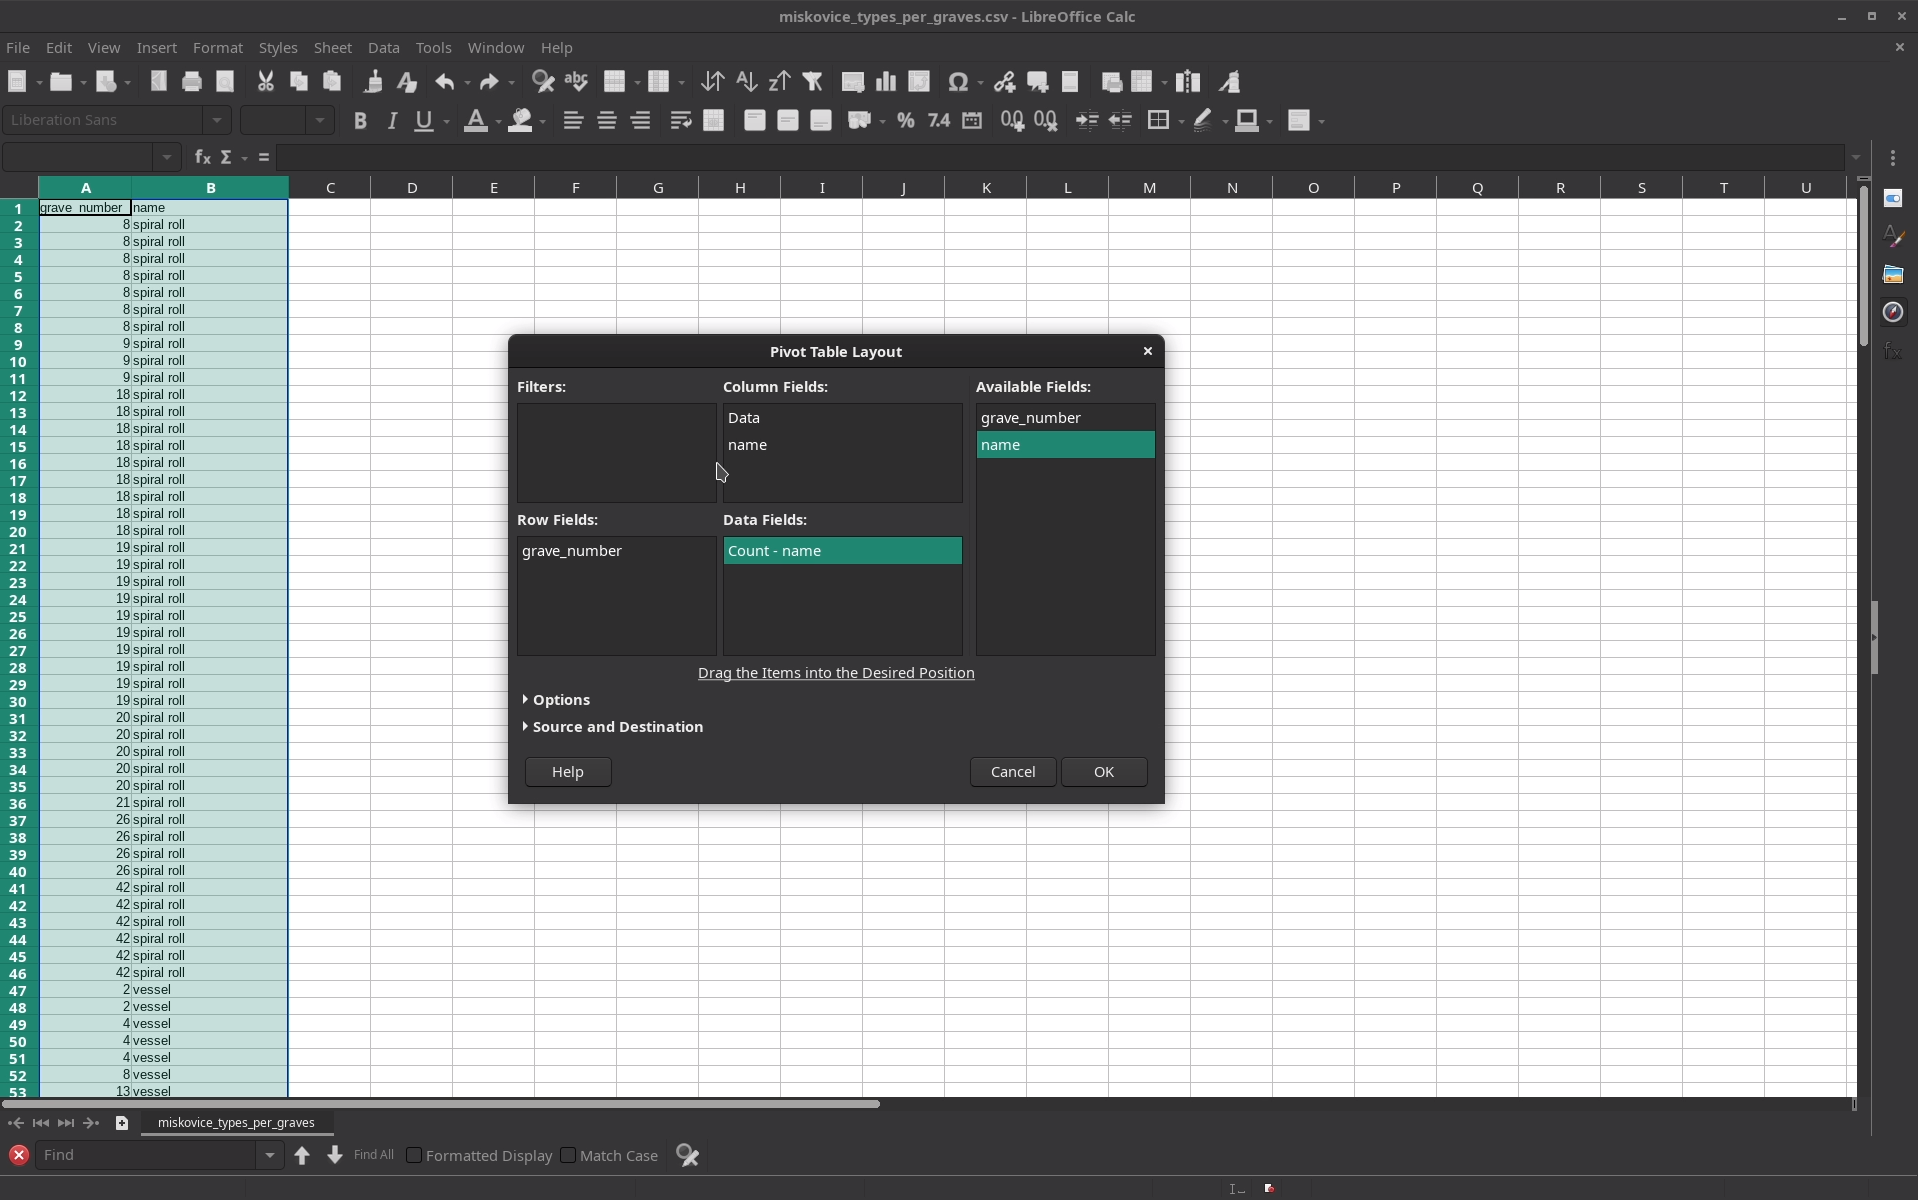 miskovice_types_per_graves.csv - LibreOffice Calc
File Edit View Insert Format Styles Sheet Data Tools Window Help
Liberation Sans
B I U A % 7.4
fx Σ =
A B C D E F G H I J K L M N O P Q R S T U
1 grave_number name
2 8 spiral roll
3 8 spiral roll
4 8 spiral roll
5 8 spiral roll
6 8 spiral roll
7 8 spiral roll
8 8 spiral roll
9 9 spiral roll
10 9 spiral roll
11 9 spiral roll
12 18 spiral roll
13 18 spiral roll
14 18 spiral roll
15 18 spiral roll
16 18 spiral roll
17 18 spiral roll
18 18 spiral roll
19 18 spiral roll
20 18 spiral roll
21 19 spiral roll
22 19 spiral roll
23 19 spiral roll
24 19 spiral roll
25 19 spiral roll
26 19 spiral roll
27 19 spiral roll
28 19 spiral roll
29 19 spiral roll
30 19 spiral roll
31 20 spiral roll
32 20 spiral roll
33 20 spiral roll
34 20 spiral roll
35 20 spiral roll
36 21 spiral roll
37 26 spiral roll
38 26 spiral roll
39 26 spiral roll
40 26 spiral roll
41 42 spiral roll
42 42 spiral roll
43 42 spiral roll
44 42 spiral roll
45 42 spiral roll
46 42 spiral roll
47 2 vessel
48 2 vessel
49 4 vessel
50 4 vessel
51 4 vessel
52 8 vessel
53 13 vessel
Pivot Table Layout
Filters: Column Fields: Available Fields:
Data grave_number
name name
Row Fields: Data Fields:
grave_number Count - name
Drag the Items into the Desired Position
Options
Source and Destination
Help Cancel OK
miskovice_types_per_graves
Find Find All Formatted Display Match Case